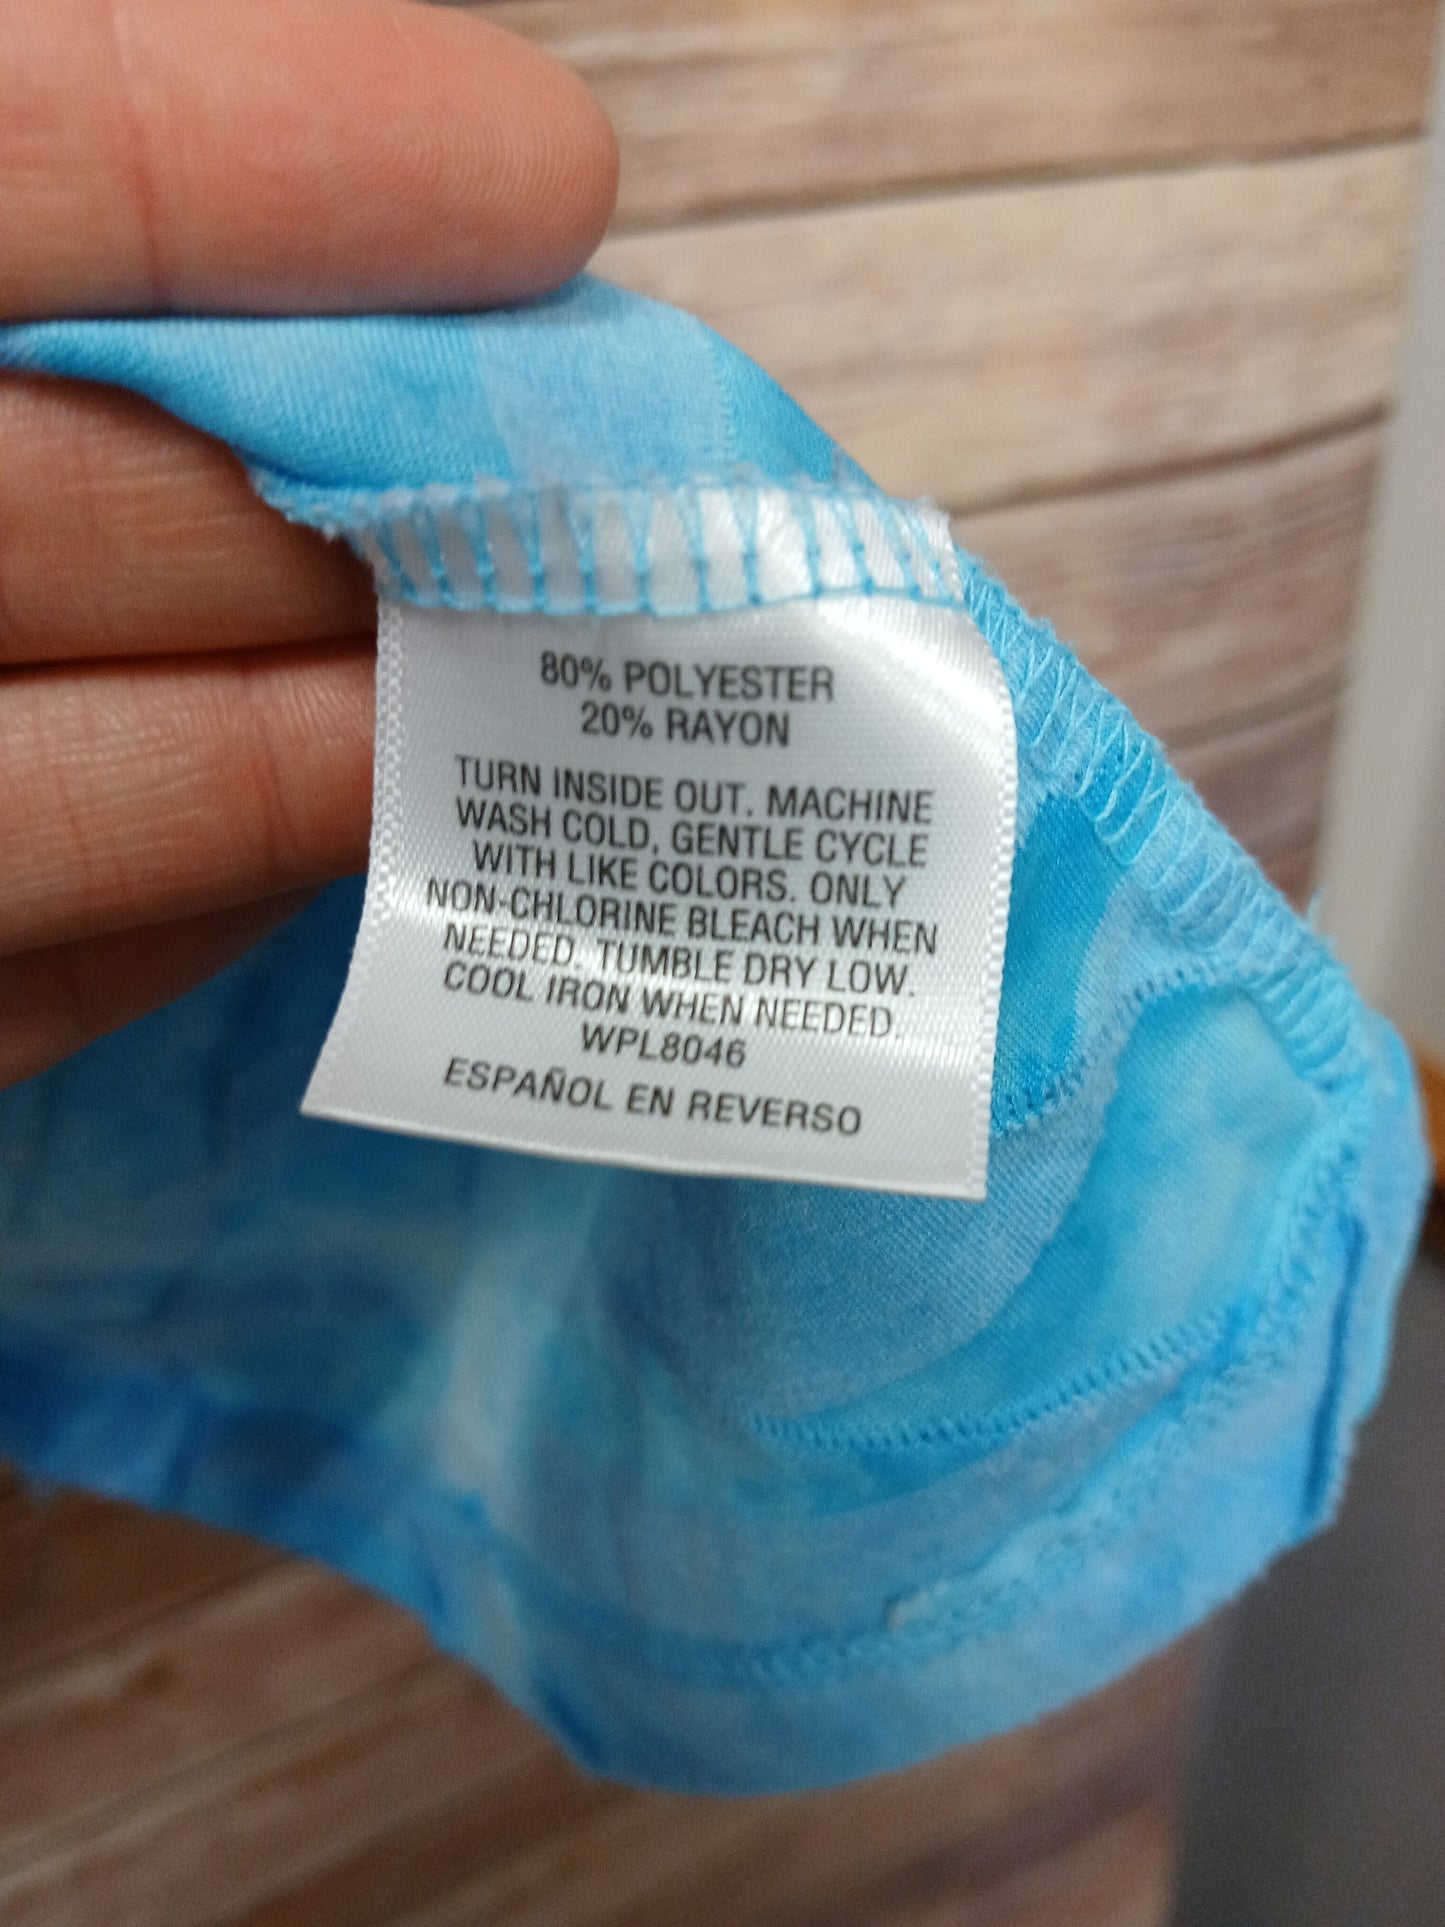 80% POLYESTER
20% RAYON
TURN INSIDE OUT. MACHINE
WASH COLD, GENTLE CYCLE
WITH LIKE COLORS. ONLY
NON-CHLORINE BLEACH WHEN
NEEDED. TUMBLE DRY LOW.
COOL IRON WHEN NEEDED.
WPL8046
ESPAÑOL EN REVERSO